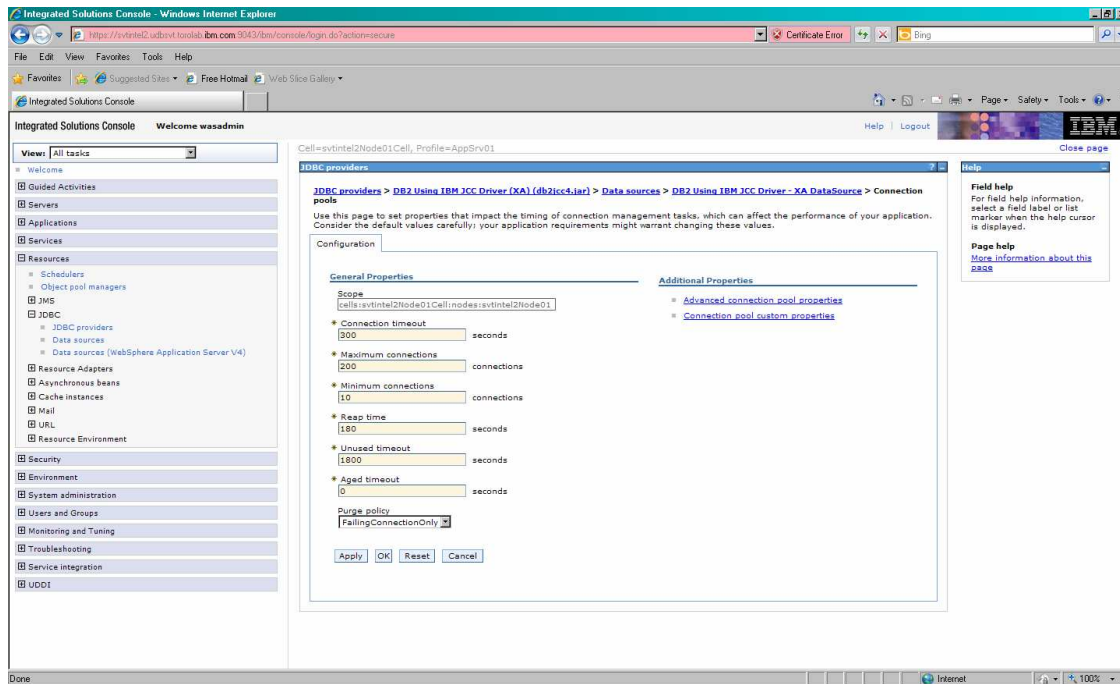 Integrated Solutions Console - Windows Internet Explorer
https://svtintel2.udbsvt.torolab.ibm.com:9043/ibm/console/login.do?action=secure
Certificate Error
Bing
File Edit View Favorites Tools Help
Favorites Suggested Sites Free Hotmail Web Slice Gallery
Integrated Solutions Console
Page Safety Tools
Integrated Solutions Console Welcome wasadmin
Help | Logout
IBM
View: All tasks
Cell=svtintel2Node01Cell, Profile=AppSrv01
Close page
Welcome
Guided Activities
Servers
Applications
Services
Resources
Schedulers
Object pool managers
JMS
JDBC
JDBC providers
Data sources
Data sources (WebSphere Application Server V4)
Resource Adapters
Asynchronous beans
Cache instances
Mail
URL
Resource Environment
Security
Environment
System administration
Users and Groups
Monitoring and Tuning
Troubleshooting
Service integration
UDDI
JDBC providers
? -
JDBC providers > DB2 Using IBM JCC Driver (XA) (db2jcc4.jar) > Data sources > DB2 Using IBM JCC Driver - XA DataSource > Connection
pools
Use this page to set properties that impact the timing of connection management tasks, which can affect the performance of your application.
Consider the default values carefully; your application requirements might warrant changing these values.
Configuration
General Properties
Scope
cells:svtintel2Node01Cell:nodes:svtintel2Node01
* Connection timeout
300 seconds
* Maximum connections
200 connections
* Minimum connections
10 connections
* Reap time
180 seconds
* Unused timeout
1800 seconds
* Aged timeout
0 seconds
Purge policy
FailingConnectionOnly
Apply OK Reset Cancel
Additional Properties
Advanced connection pool properties
Connection pool custom properties
Help
Field help
For field help information,
select a field label or list
marker when the help cursor
is displayed.
Page help
More information about this
page
Done
Internet
100%